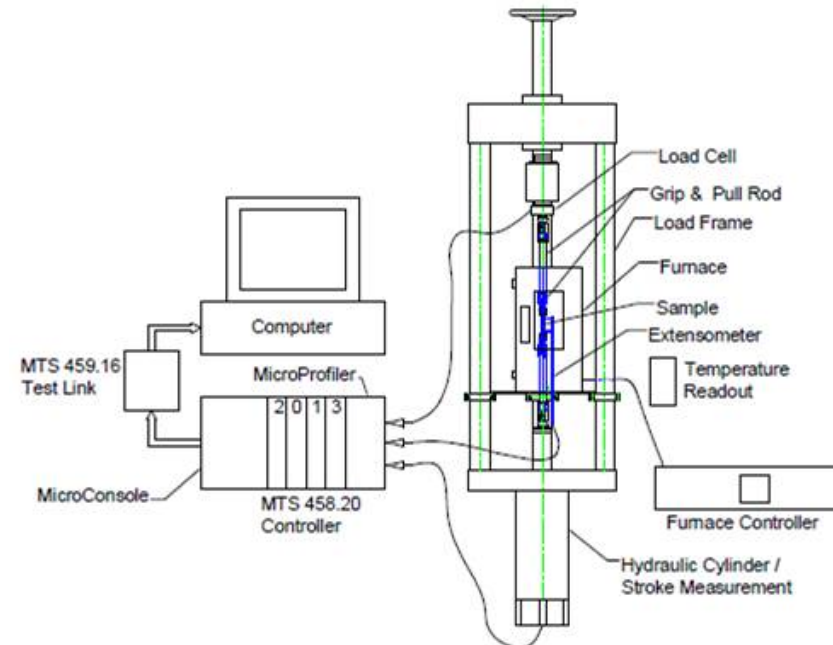 Load Cell
Grip & Pull Rod
Load Frame
Furnace
Sample
Extensometer
Computer
MTS 459.16
Test Link
MicroProfiler
Temperature
Readout
2 0 1 3
MicroConsole
MTS 458.20
Controller
Furnace Controller
Hydraulic Cylinder /
Stroke Measurement